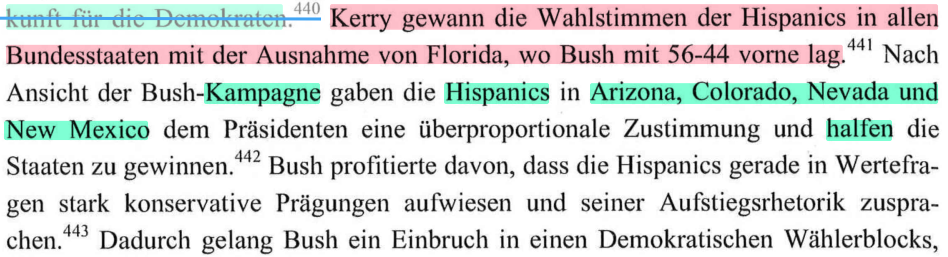 kunft für die Demokraten.440 Kerry gewann die Wahlstimmen der Hispanics in allen
Bundesstaaten mit der Ausnahme von Florida, wo Bush mit 56-44 vorne lag.441 Nach
Ansicht der Bush-Kampagne gaben die Hispanics in Arizona, Colorado, Nevada und
New Mexico dem Präsidenten eine überproportionale Zustimmung und halfen die
Staaten zu gewinnen.442 Bush profitierte davon, dass die Hispanics gerade in Wertefra-
gen stark konservative Prägungen aufwiesen und seiner Aufstiegsrhetorik zuspra-
chen.443 Dadurch gelang Bush ein Einbruch in einen Demokratischen Wählerblocks,